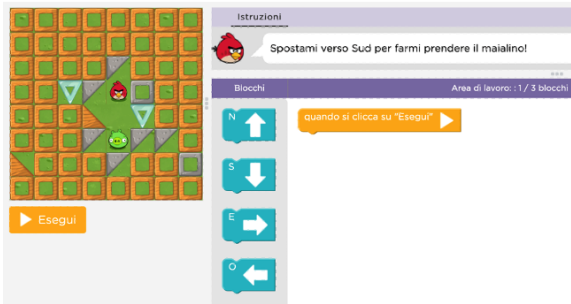 Istruzioni
Spostami verso Sud per farmi prendere il maialino!
Blocchi
Area di lavoro: : 1 / 3 blocchi
N
quando si clicca su "Esegui"
S
Esegui
E
O